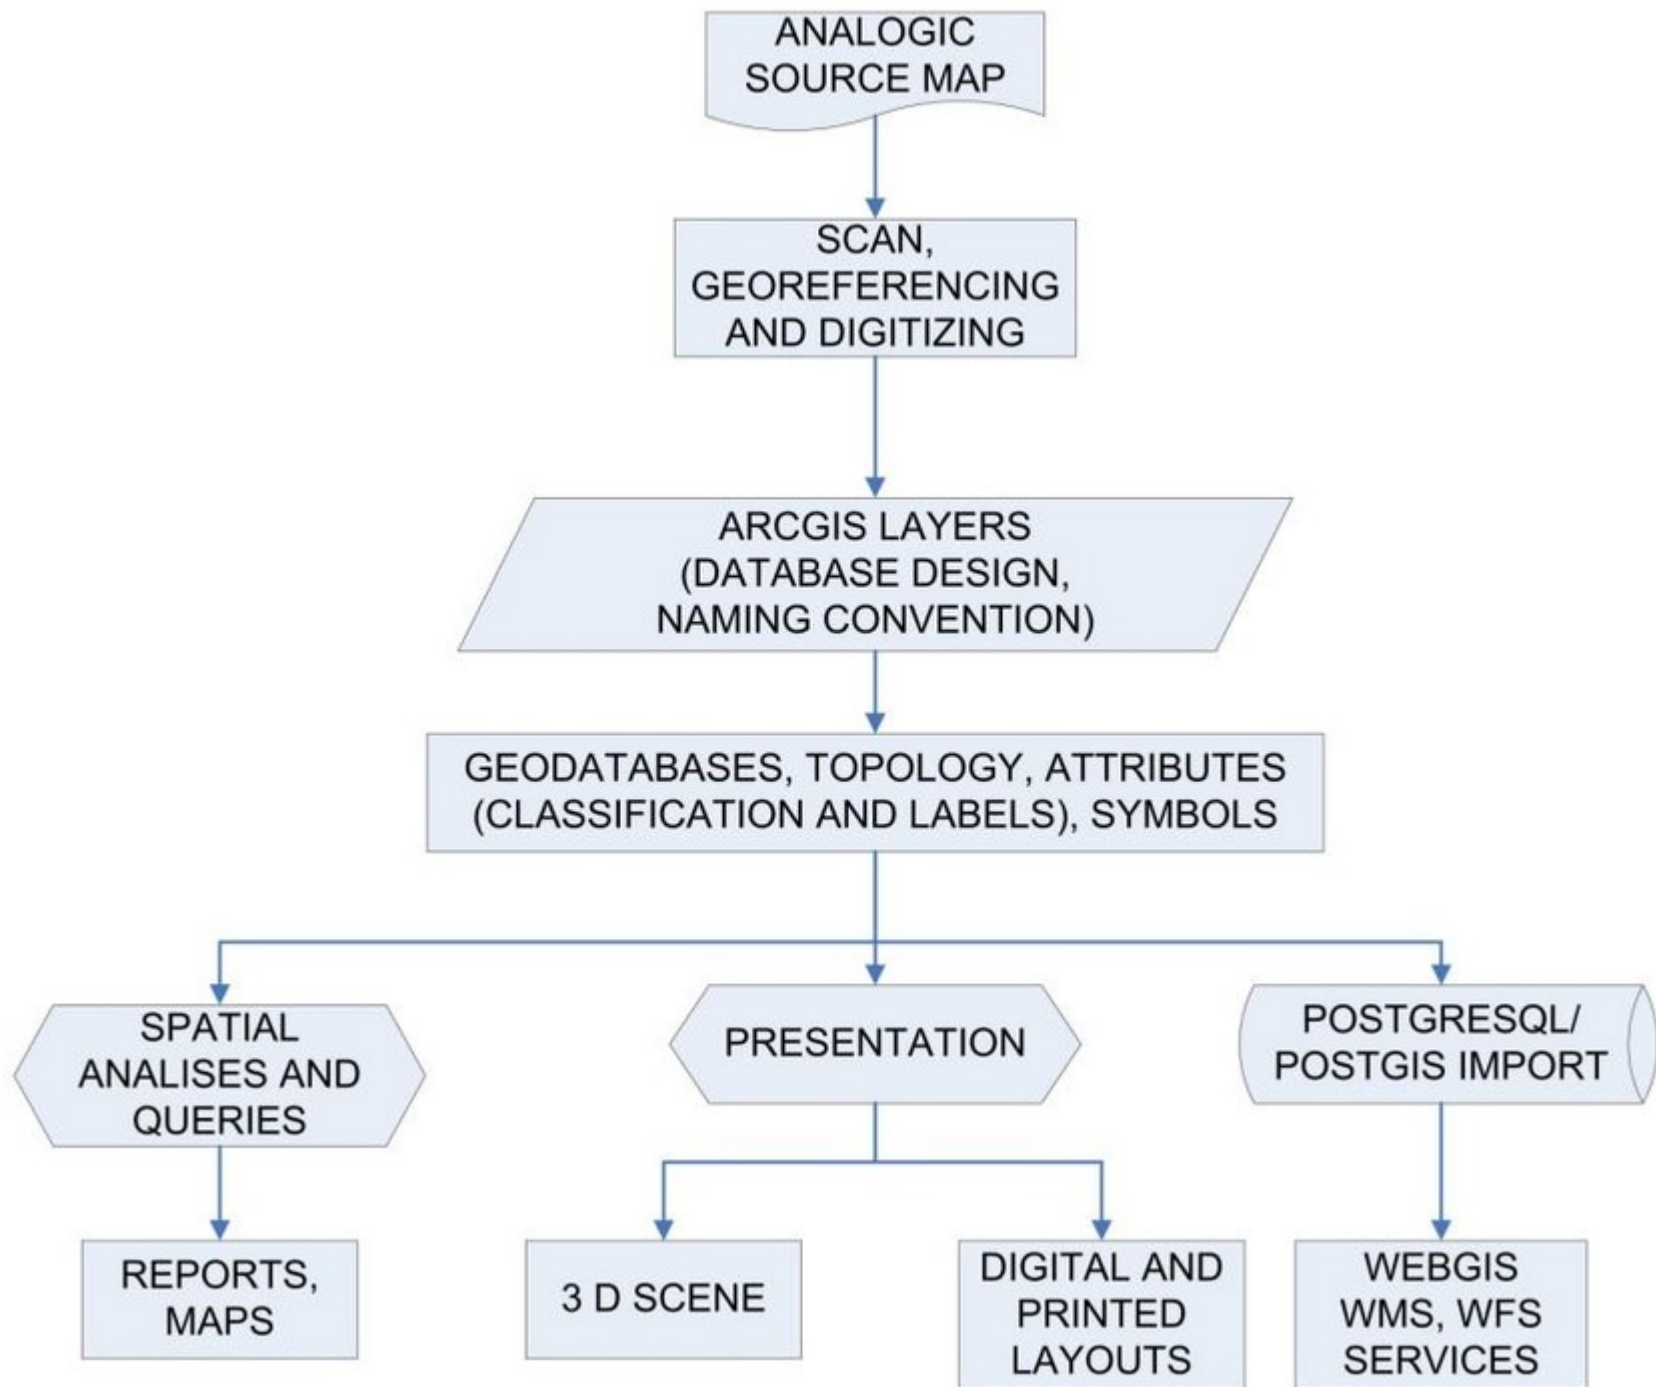 ANALOGIC
SOURCE MAP
SCAN,
GEOREFERENCING
AND DIGITIZING
ARCGIS LAYERS
(DATABASE DESIGN,
NAMING CONVENTION)
GEODATABASES, TOPOLOGY, ATTRIBUTES
(CLASSIFICATION AND LABELS), SYMBOLS
SPATIAL
ANALISES AND
QUERIES
PRESENTATION
POSTGRESQL/
POSTGIS IMPORT
REPORTS,
MAPS
3 D SCENE
DIGITAL AND
PRINTED
LAYOUTS
WEBGIS
WMS, WFS
SERVICES